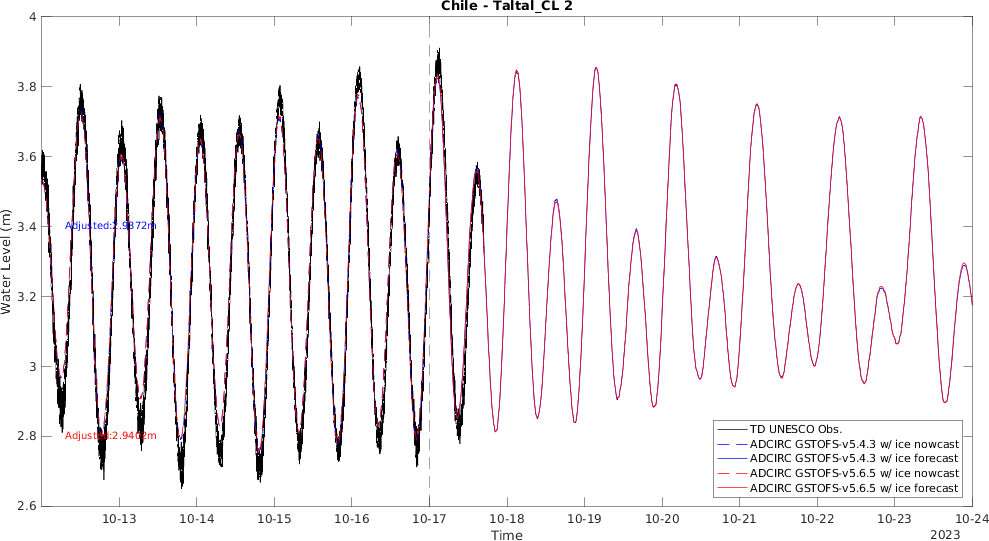 Chile - Taltal_CL 2
4
3.8
3.6
3.4
3.2
3
2.8
2.6
Water Level (m)
Adjusted:2.9372m
Adjusted:2.9402m
TD UNESCO Obs.
ADCIRC GSTOFS-v5.4.3 w/ ice nowcast
ADCIRC GSTOFS-v5.4.3 w/ ice forecast
ADCIRC GSTOFS-v5.6.5 w/ ice nowcast
ADCIRC GSTOFS-v5.6.5 w/ ice forecast
10-13 10-14 10-15 10-16 10-17 10-18 10-19 10-20 10-21 10-22 10-23 10-24
Time
2023